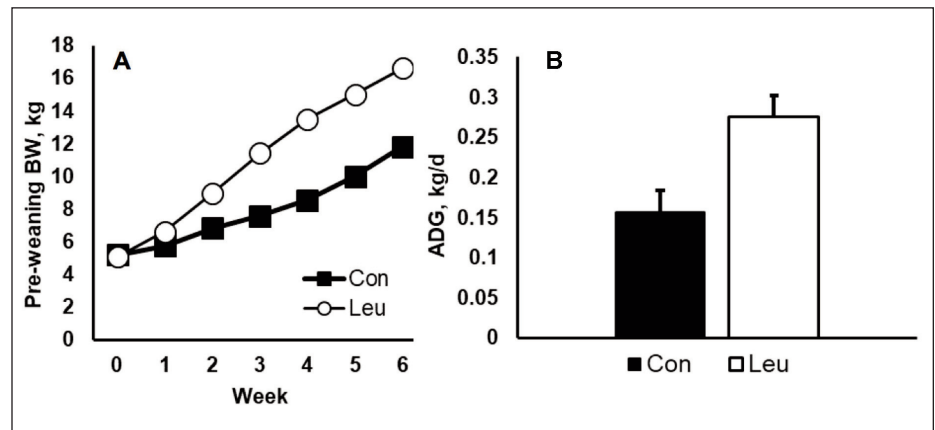 A
Pre-weaning BW, kg
18
16
14
12
10
8
6
4
2
0
0 1 2 3 4 5 6
Week
Con
Leu
B
ADG, kg/d
0.35
0.3
0.25
0.2
0.15
0.1
0.05
0
Con Leu